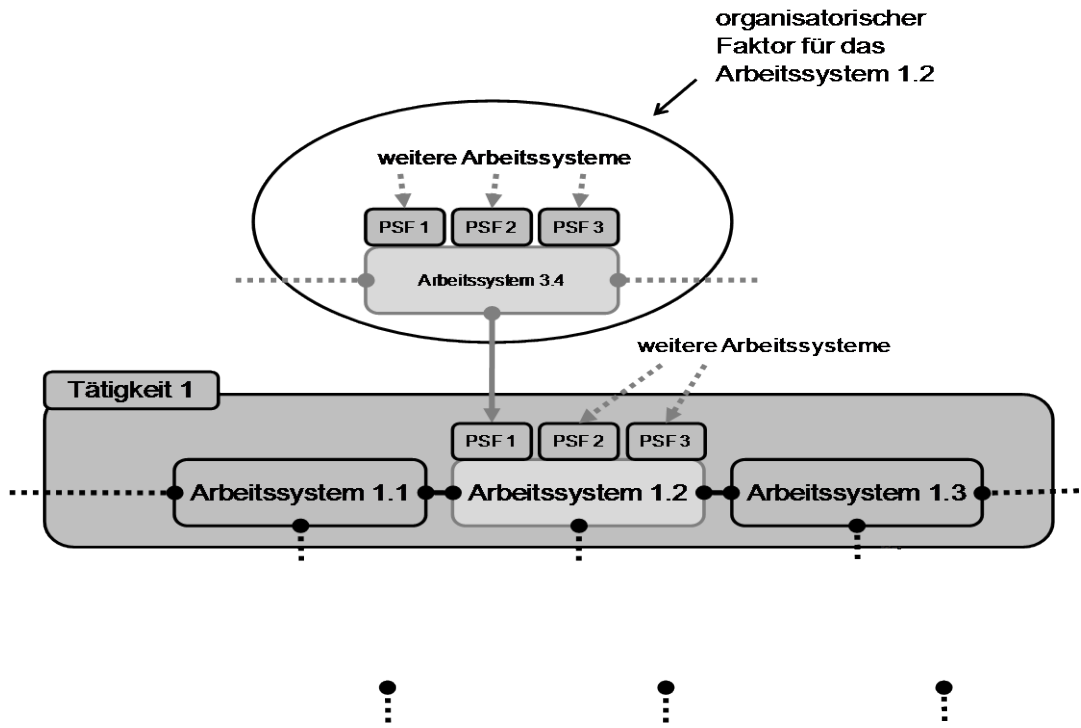 organisatorischer
Faktor für das
Arbeitssystem 1.2
weitere Arbeitssysteme
PSF 1 PSF 2 PSF 3
Arbeitssystem 3.4
weitere Arbeitssysteme
Tätigkeit 1
PSF 1 PSF 2 PSF 3
Arbeitssystem 1.1 Arbeitssystem 1.2 Arbeitssystem 1.3